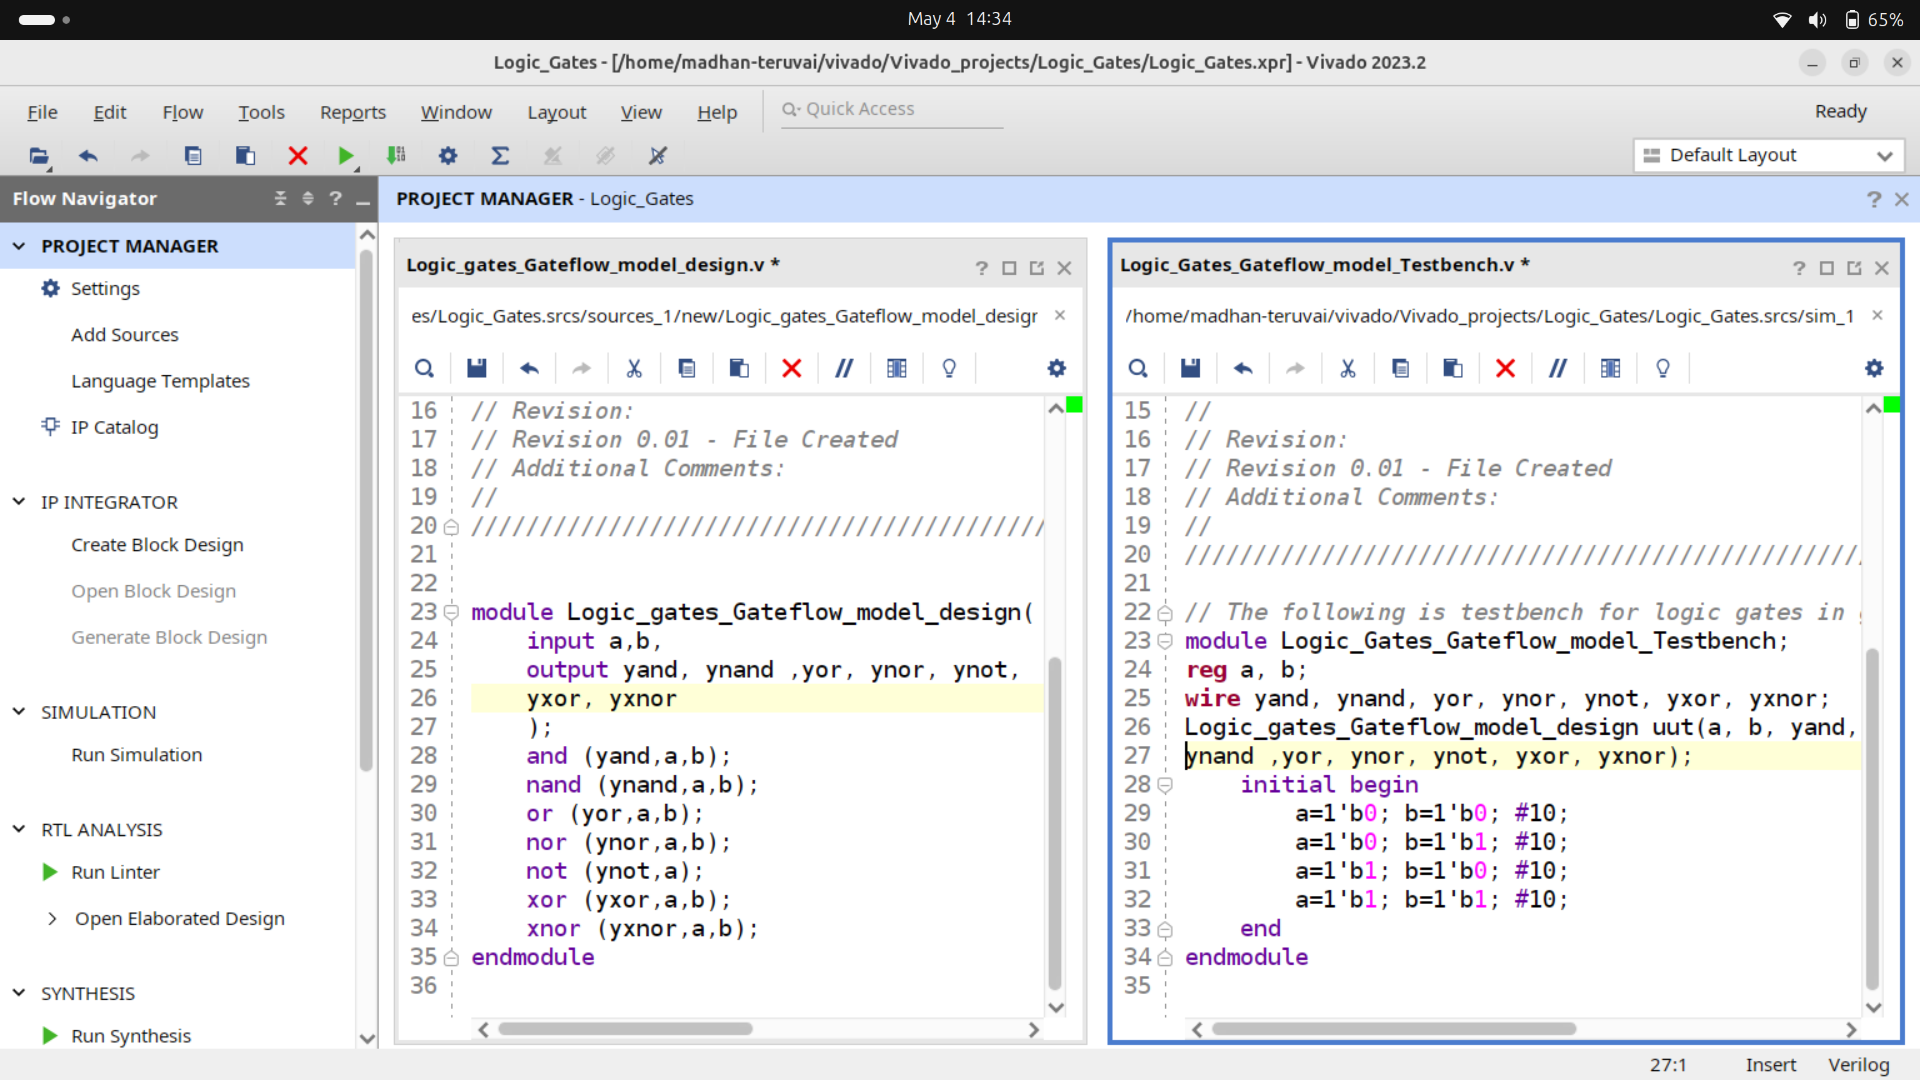 May 4 14:34
65%
Logic_Gates - [/home/madhan-teruvai/vivado/Vivado_projects/Logic_Gates/Logic_Gates.xpr] - Vivado 2023.2
File Edit Flow Tools Reports Window Layout View Help
Quick Access
Ready
Default Layout
Flow Navigator
PROJECT MANAGER
Settings
Add Sources
Language Templates
IP Catalog
IP INTEGRATOR
Create Block Design
Open Block Design
Generate Block Design
SIMULATION
Run Simulation
RTL ANALYSIS
Run Linter
Open Elaborated Design
SYNTHESIS
Run Synthesis
PROJECT MANAGER - Logic_Gates
Logic_gates_Gateflow_model_design.v *
es/Logic_Gates.srcs/sources_1/new/Logic_gates_Gateflow_model_desigr
16 // Revision:
17 // Revision 0.01 - File Created
18 // Additional Comments:
19 //
20 //////////////////////////////////////////
21
22
23 module Logic_gates_Gateflow_model_design(
24 input a,b,
25 output yand, ynand ,yor, ynor, ynot,
26 yxor, yxnor
27 );
28 and (yand,a,b);
29 nand (ynand,a,b);
30 or (yor,a,b);
31 nor (ynor,a,b);
32 not (ynot,a);
33 xor (yxor,a,b);
34 xnor (yxnor,a,b);
35 endmodule
36
Logic_Gates_Gateflow_model_Testbench.v *
/home/madhan-teruvai/vivado/Vivado_projects/Logic_Gates/Logic_Gates.srcs/sim_1
15 //
16 // Revision:
17 // Revision 0.01 - File Created
18 // Additional Comments:
19 //
20 /////////////////////////////////////////////////
21
22 // The following is testbench for logic gates in
23 module Logic_Gates_Gateflow_model_Testbench;
24 reg a, b;
25 wire yand, ynand, yor, ynor, ynot, yxor, yxnor;
26 Logic_gates_Gateflow_model_design uut(a, b, yand,
27 ynand ,yor, ynor, ynot, yxor, yxnor);
28 initial begin
29 a=1'b0; b=1'b0; #10;
30 a=1'b0; b=1'b1; #10;
31 a=1'b1; b=1'b0; #10;
32 a=1'b1; b=1'b1; #10;
33 end
34 endmodule
35
27:1 Insert Verilog